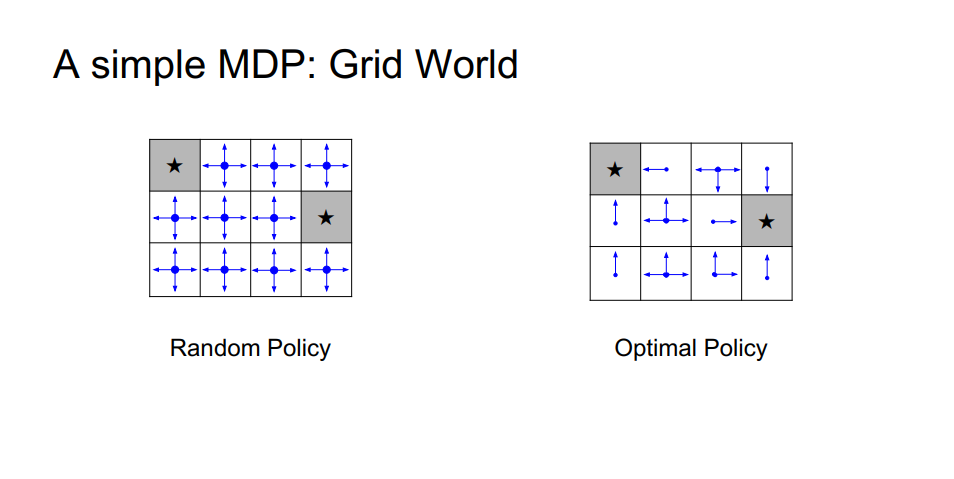 A simple MDP: Grid World
Random Policy
Optimal Policy